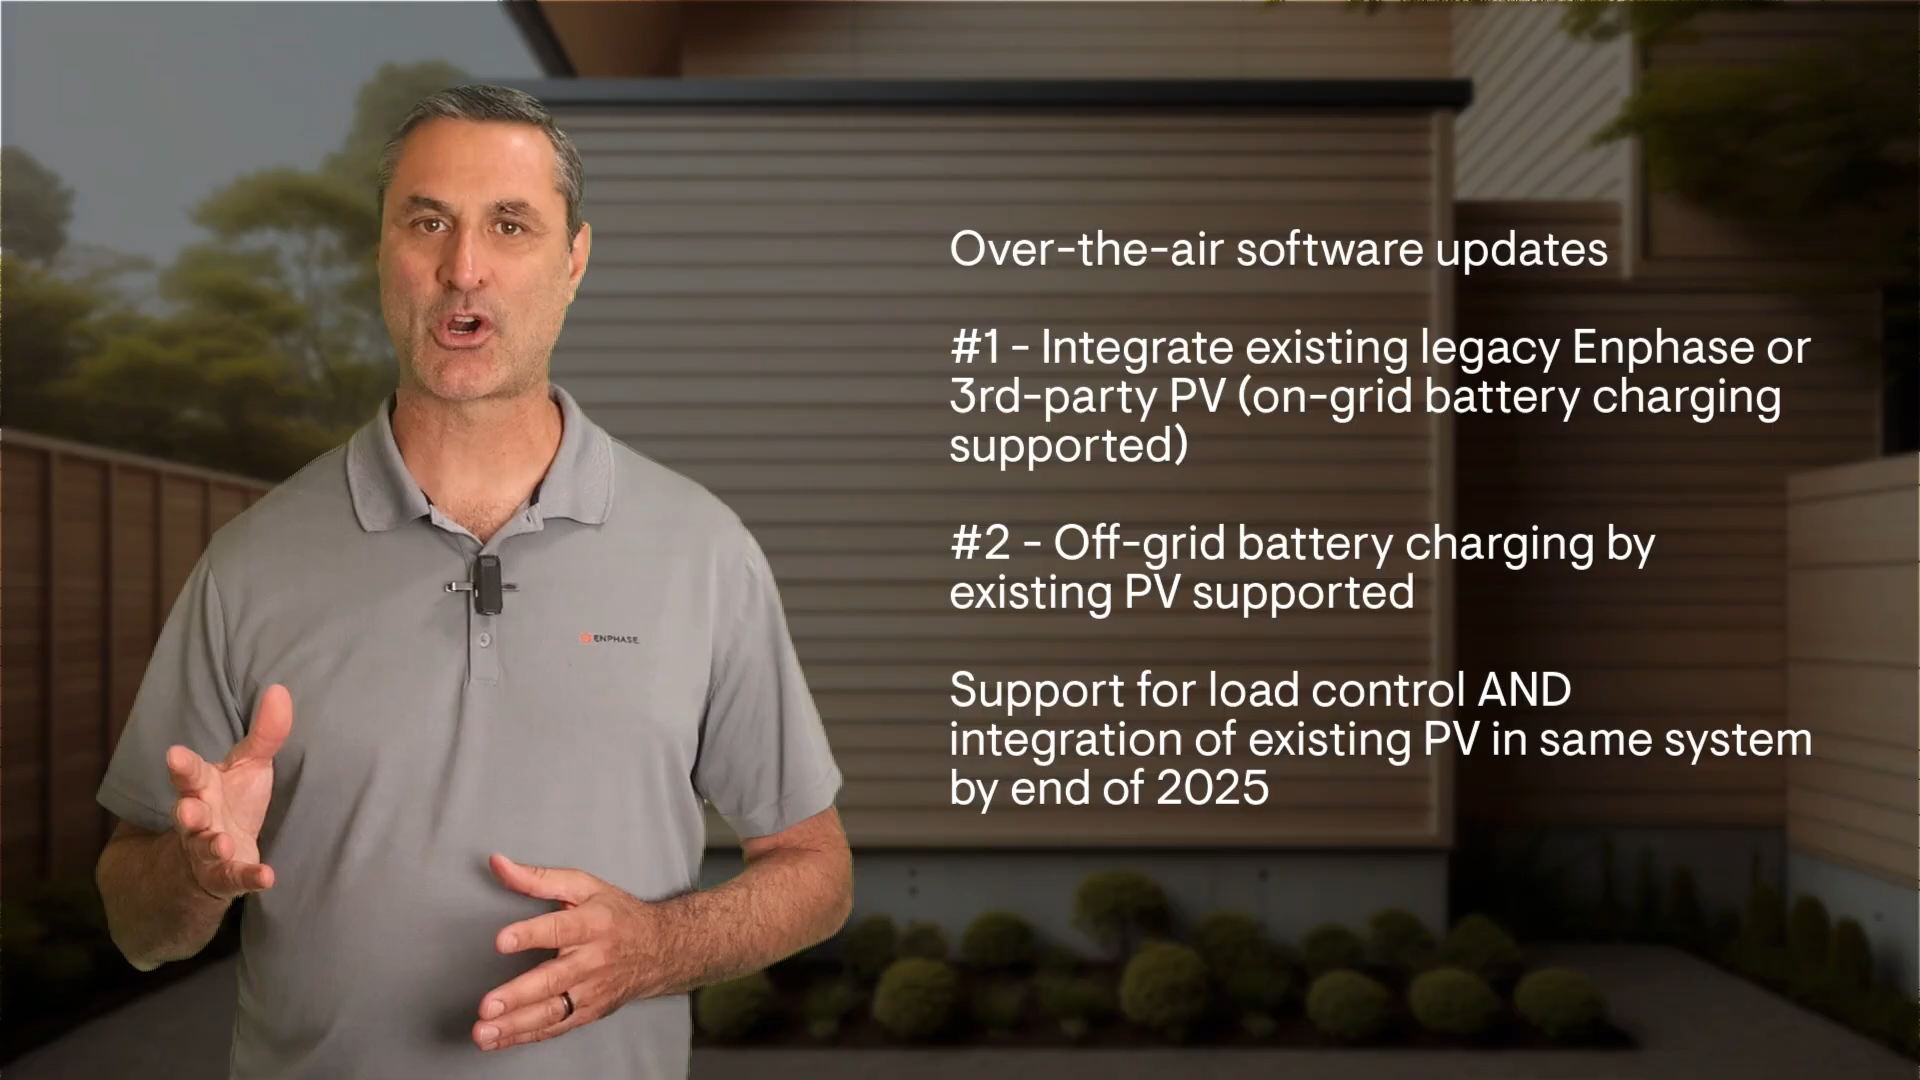 Over-the-air software updates
#1 - Integrate existing legacy Enphase or
3rd-party PV (on-grid battery charging
supported)
#2 - Off-grid battery charging by
existing PV supported
Support for load control AND
integration of existing PV in same system
by end of 2025
ENPHASE